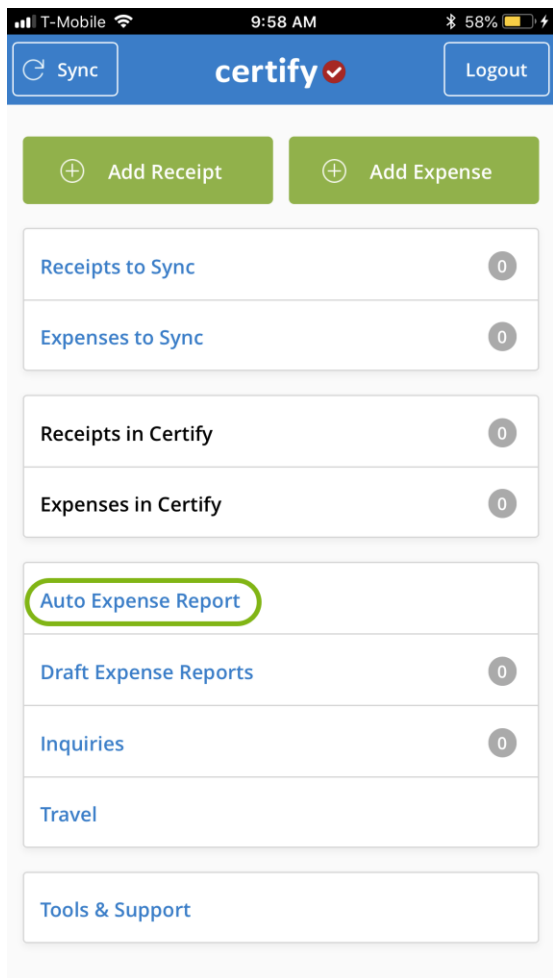 T-Mobile 9:58 AM 58%
Sync certify Logout
Add Receipt Add Expense
Receipts to Sync 0
Expenses to Sync 0
Receipts in Certify 0
Expenses in Certify 0
Auto Expense Report
Draft Expense Reports 0
Inquiries 0
Travel
Tools & Support